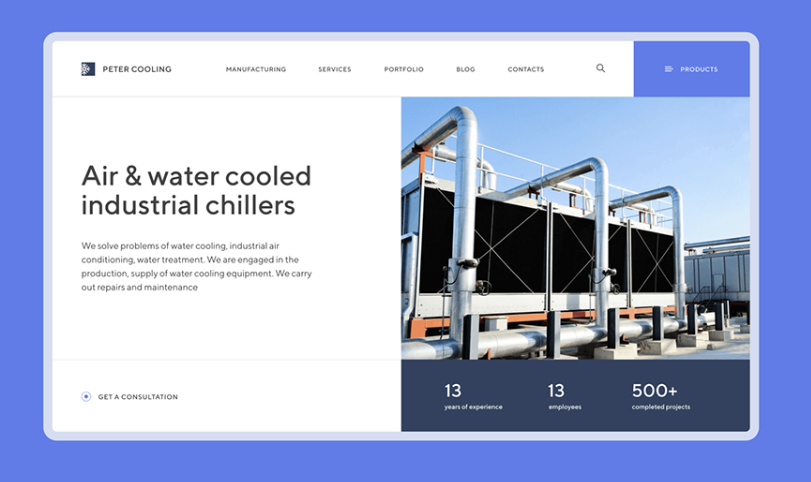 PETER COOLING
MANUFACTURING
SERVICES
PORTFOLIO
BLOG
CONTACTS
PRODUCTS
Air & water cooled
industrial chillers
We solve problems of water cooling, industrial air
conditioning, water treatment. We are engaged in the
production, supply of water cooling equipment. We carry
out repairs and maintenance
GET A CONSULTATION
13
years of experience
13
employees
500+
completed projects